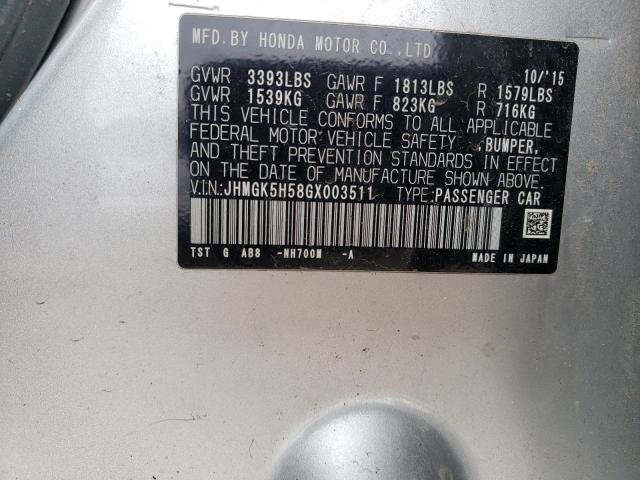 MFD.BY HONDA MOTOR CO.,LTD
10/'15
GVWR 3393LBS GAWR F 1813LBS R 1579LBS
GVWR 1539KG GAWR F 823KG R 716KG
THIS VEHICLE CONFORMS TO ALL APPLICABLE
FEDERAL MOTOR VEHICLE SAFETY ,BUMPER,
AND THEFT PREVENTION STANDARDS IN EFFECT
ON THE DATE OF MANUFACTURE SHOWN ABOVE.
V.I.N:JHMGK5H58GX003511 TYPE:PASSENGER CAR
TST G AB8 -NH700M -A MADE IN JAPAN